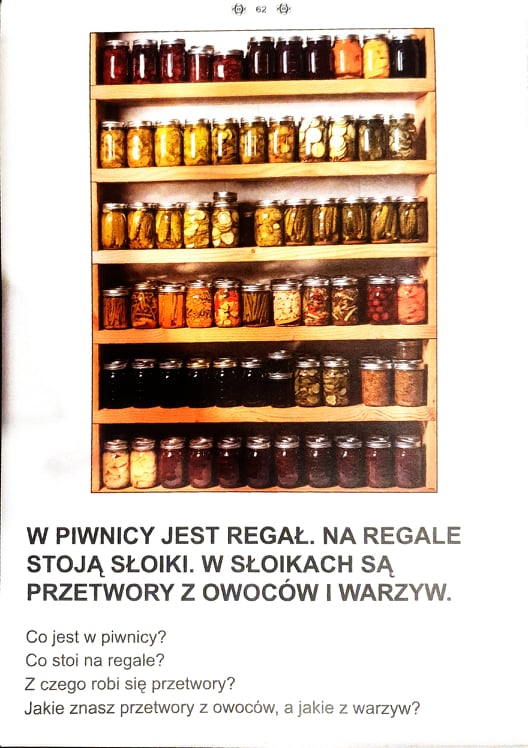 62
W PIWNICY JEST REGAŁ. NA REGALE
STOJĄ SŁOIKI. W SŁOIKACH SĄ
PRZETWORY Z OWOCÓW I WARZYW.
Co jest w piwnicy?
Co stoi na regale?
Z czego robi się przetwory?
Jakie znasz przetwory z owoców, a jakie z warzyw?